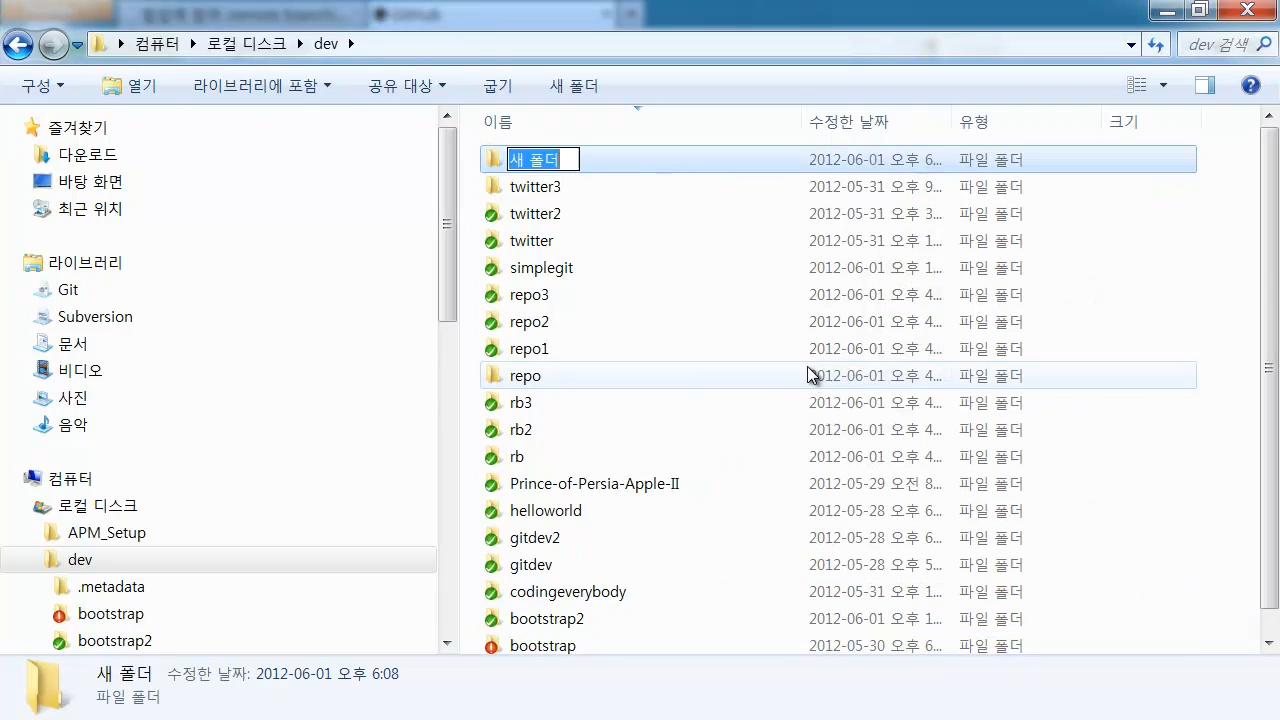 GitHub
컴퓨터 로컬 디스크 dev
dev 검색
구성 열기 라이브러리에 포함 공유 대상 굽기 새 폴더
즐겨찾기
다운로드
바탕 화면
최근 위치
라이브러리
Git
Subversion
문서
비디오
사진
음악
컴퓨터
로컬 디스크
APM_Setup
dev
.metadata
bootstrap
bootstrap2
이름 수정한 날짜 유형 크기
새 폴더 2012-06-01 오후 6... 파일 폴더
twitter3 2012-05-31 오후 9... 파일 폴더
twitter2 2012-05-31 오후 3... 파일 폴더
twitter 2012-05-31 오후 1... 파일 폴더
simplegit 2012-06-01 오후 1... 파일 폴더
repo3 2012-06-01 오후 4... 파일 폴더
repo2 2012-06-01 오후 4... 파일 폴더
repo1 2012-06-01 오후 4... 파일 폴더
repo 2012-06-01 오후 4... 파일 폴더
rb3 2012-06-01 오후 4... 파일 폴더
rb2 2012-06-01 오후 4... 파일 폴더
rb 2012-06-01 오후 4... 파일 폴더
Prince-of-Persia-Apple-II 2012-05-29 오전 8... 파일 폴더
helloworld 2012-05-28 오후 6... 파일 폴더
gitdev2 2012-05-28 오후 6... 파일 폴더
gitdev 2012-05-28 오후 5... 파일 폴더
codingeverybody 2012-05-31 오후 1... 파일 폴더
bootstrap2 2012-06-01 오후 1... 파일 폴더
bootstrap 2012-05-30 오후 6... 파일 폴더
새 폴더 수정한 날짜: 2012-06-01 오후 6:08
파일 폴더